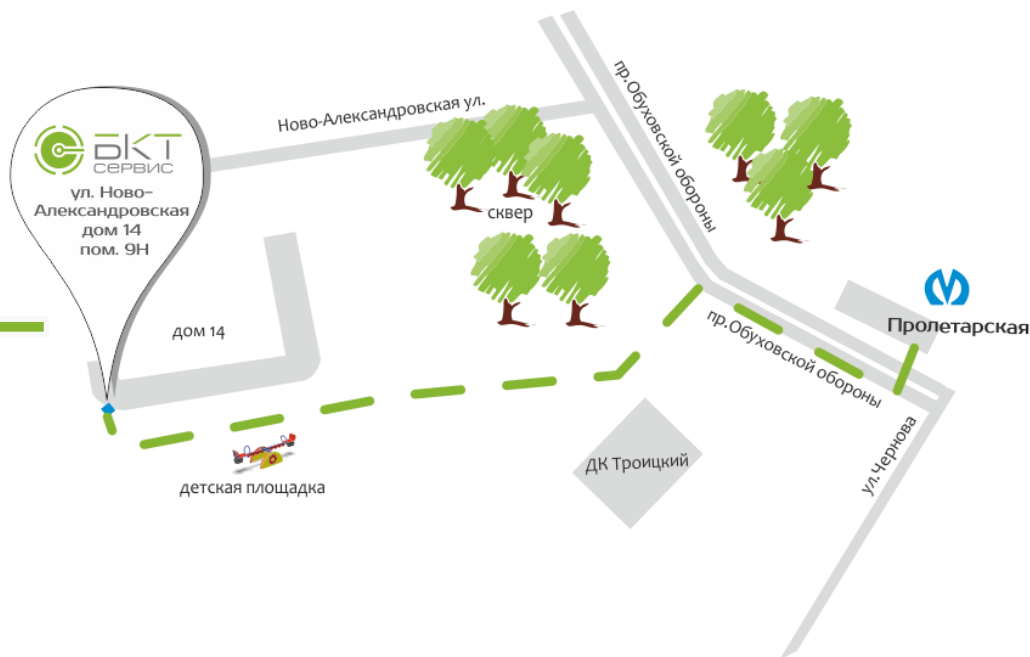 пр.Обуховской обороны
Ново-Александровская ул.
БКТ
СЕРВИС
ул. Ново-
Александровская
дом 14
пом. 9Н
сквер
Пролетарская
дом 14
пр.Обуховской обороны
ул.Чернова
ДК Троицкий
детская площадка